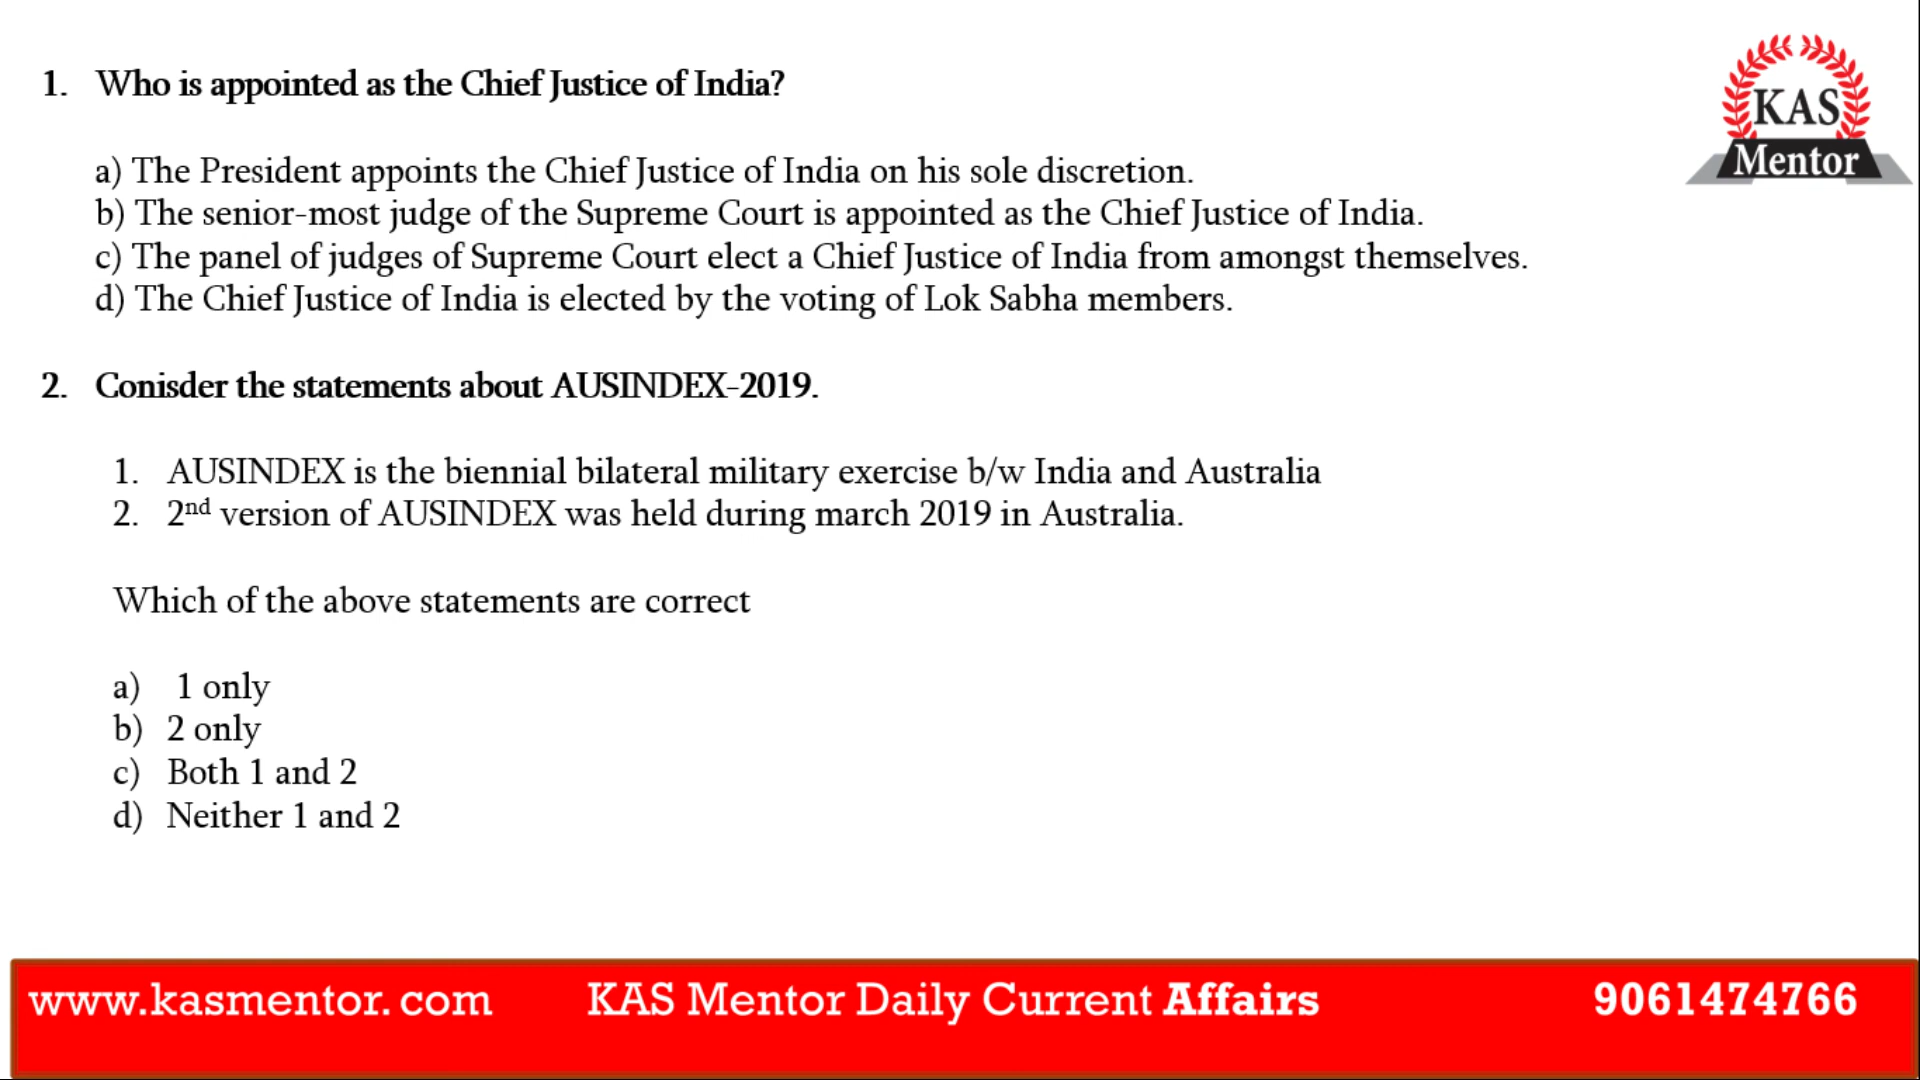 KAS
Mentor
1. Who is appointed as the Chief Justice of India?
a) The President appoints the Chief Justice of India on his sole discretion.
b) The senior-most judge of the Supreme Court is appointed as the Chief Justice of India.
c) The panel of judges of Supreme Court elect a Chief Justice of India from amongst themselves.
d) The Chief Justice of India is elected by the voting of Lok Sabha members.
2. Conisder the statements about AUSINDEX-2019.
1. AUSINDEX is the biennial bilateral military exercise b/w India and Australia
2. 2nd version of AUSINDEX was held during march 2019 in Australia.
Which of the above statements are correct
a) 1 only
b) 2 only
c) Both 1 and 2
d) Neither 1 and 2
www.kasmentor. com KAS Mentor Daily Current Affairs 9061474766